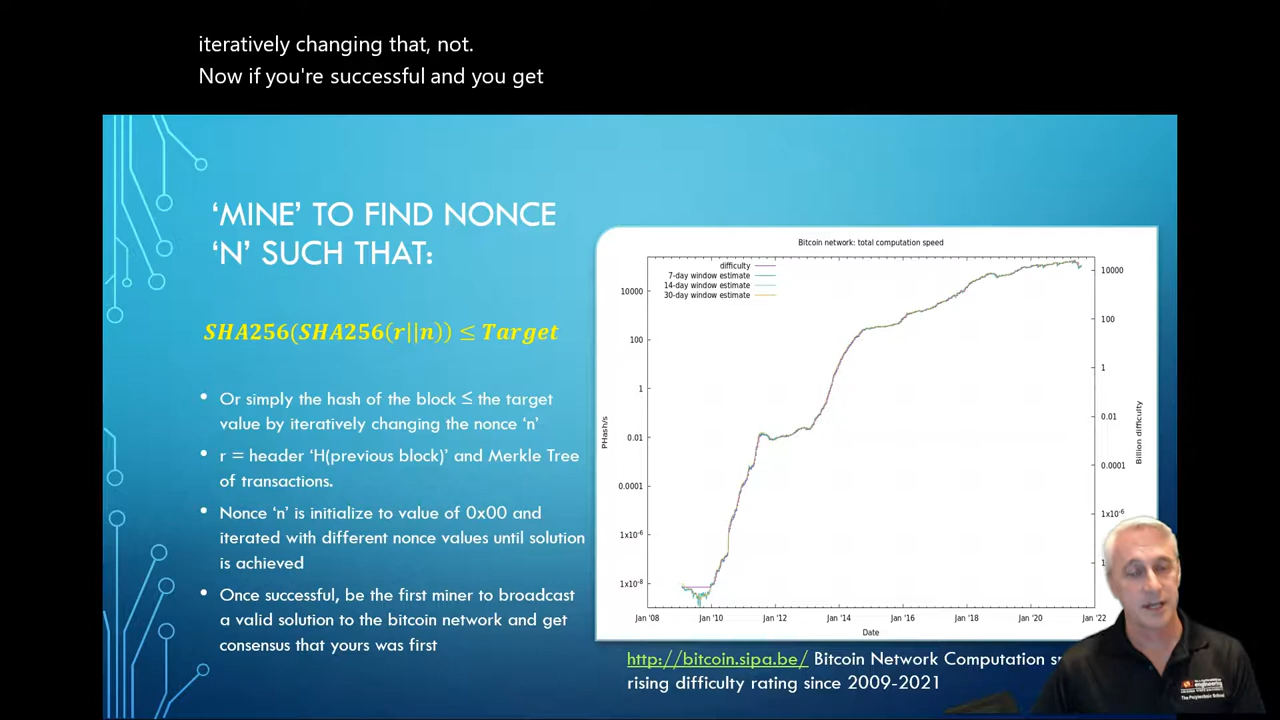 iteratively changing that, not.
Now if you're successful and you get
‘MINE’ TO FIND NONCE
‘N’ SUCH THAT:
SHA256(SHA256(r||n)) ≤ Target
• Or simply the hash of the block ≤ the target
value by iteratively changing the nonce ‘n’
• r = header ‘H(previous block)’ and Merkle Tree
of transactions.
• Nonce ‘n’ is initialize to value of 0x00 and
iterated with different nonce values until solution
is achieved
• Once successful, be the first miner to broadcast
a valid solution to the bitcoin network and get
consensus that yours was first
Bitcoin network: total computation speed
difficulty
7-day window estimate
14-day window estimate
30-day window estimate
PHash/s
10000
100
1
0.01
0.0001
1x10-6
1x10-8
10000
100
1
0.01
0.0001
1x10-6
Billion difficulty
Jan '08 Jan '10 Jan '12 Jan '14 Jan '16 Jan '18 Jan '20 Jan '22
Date
http://bitcoin.sipa.be/ Bitcoin Network Computation
rising difficulty rating since 2009-2021
engineering
The Polytechnic School